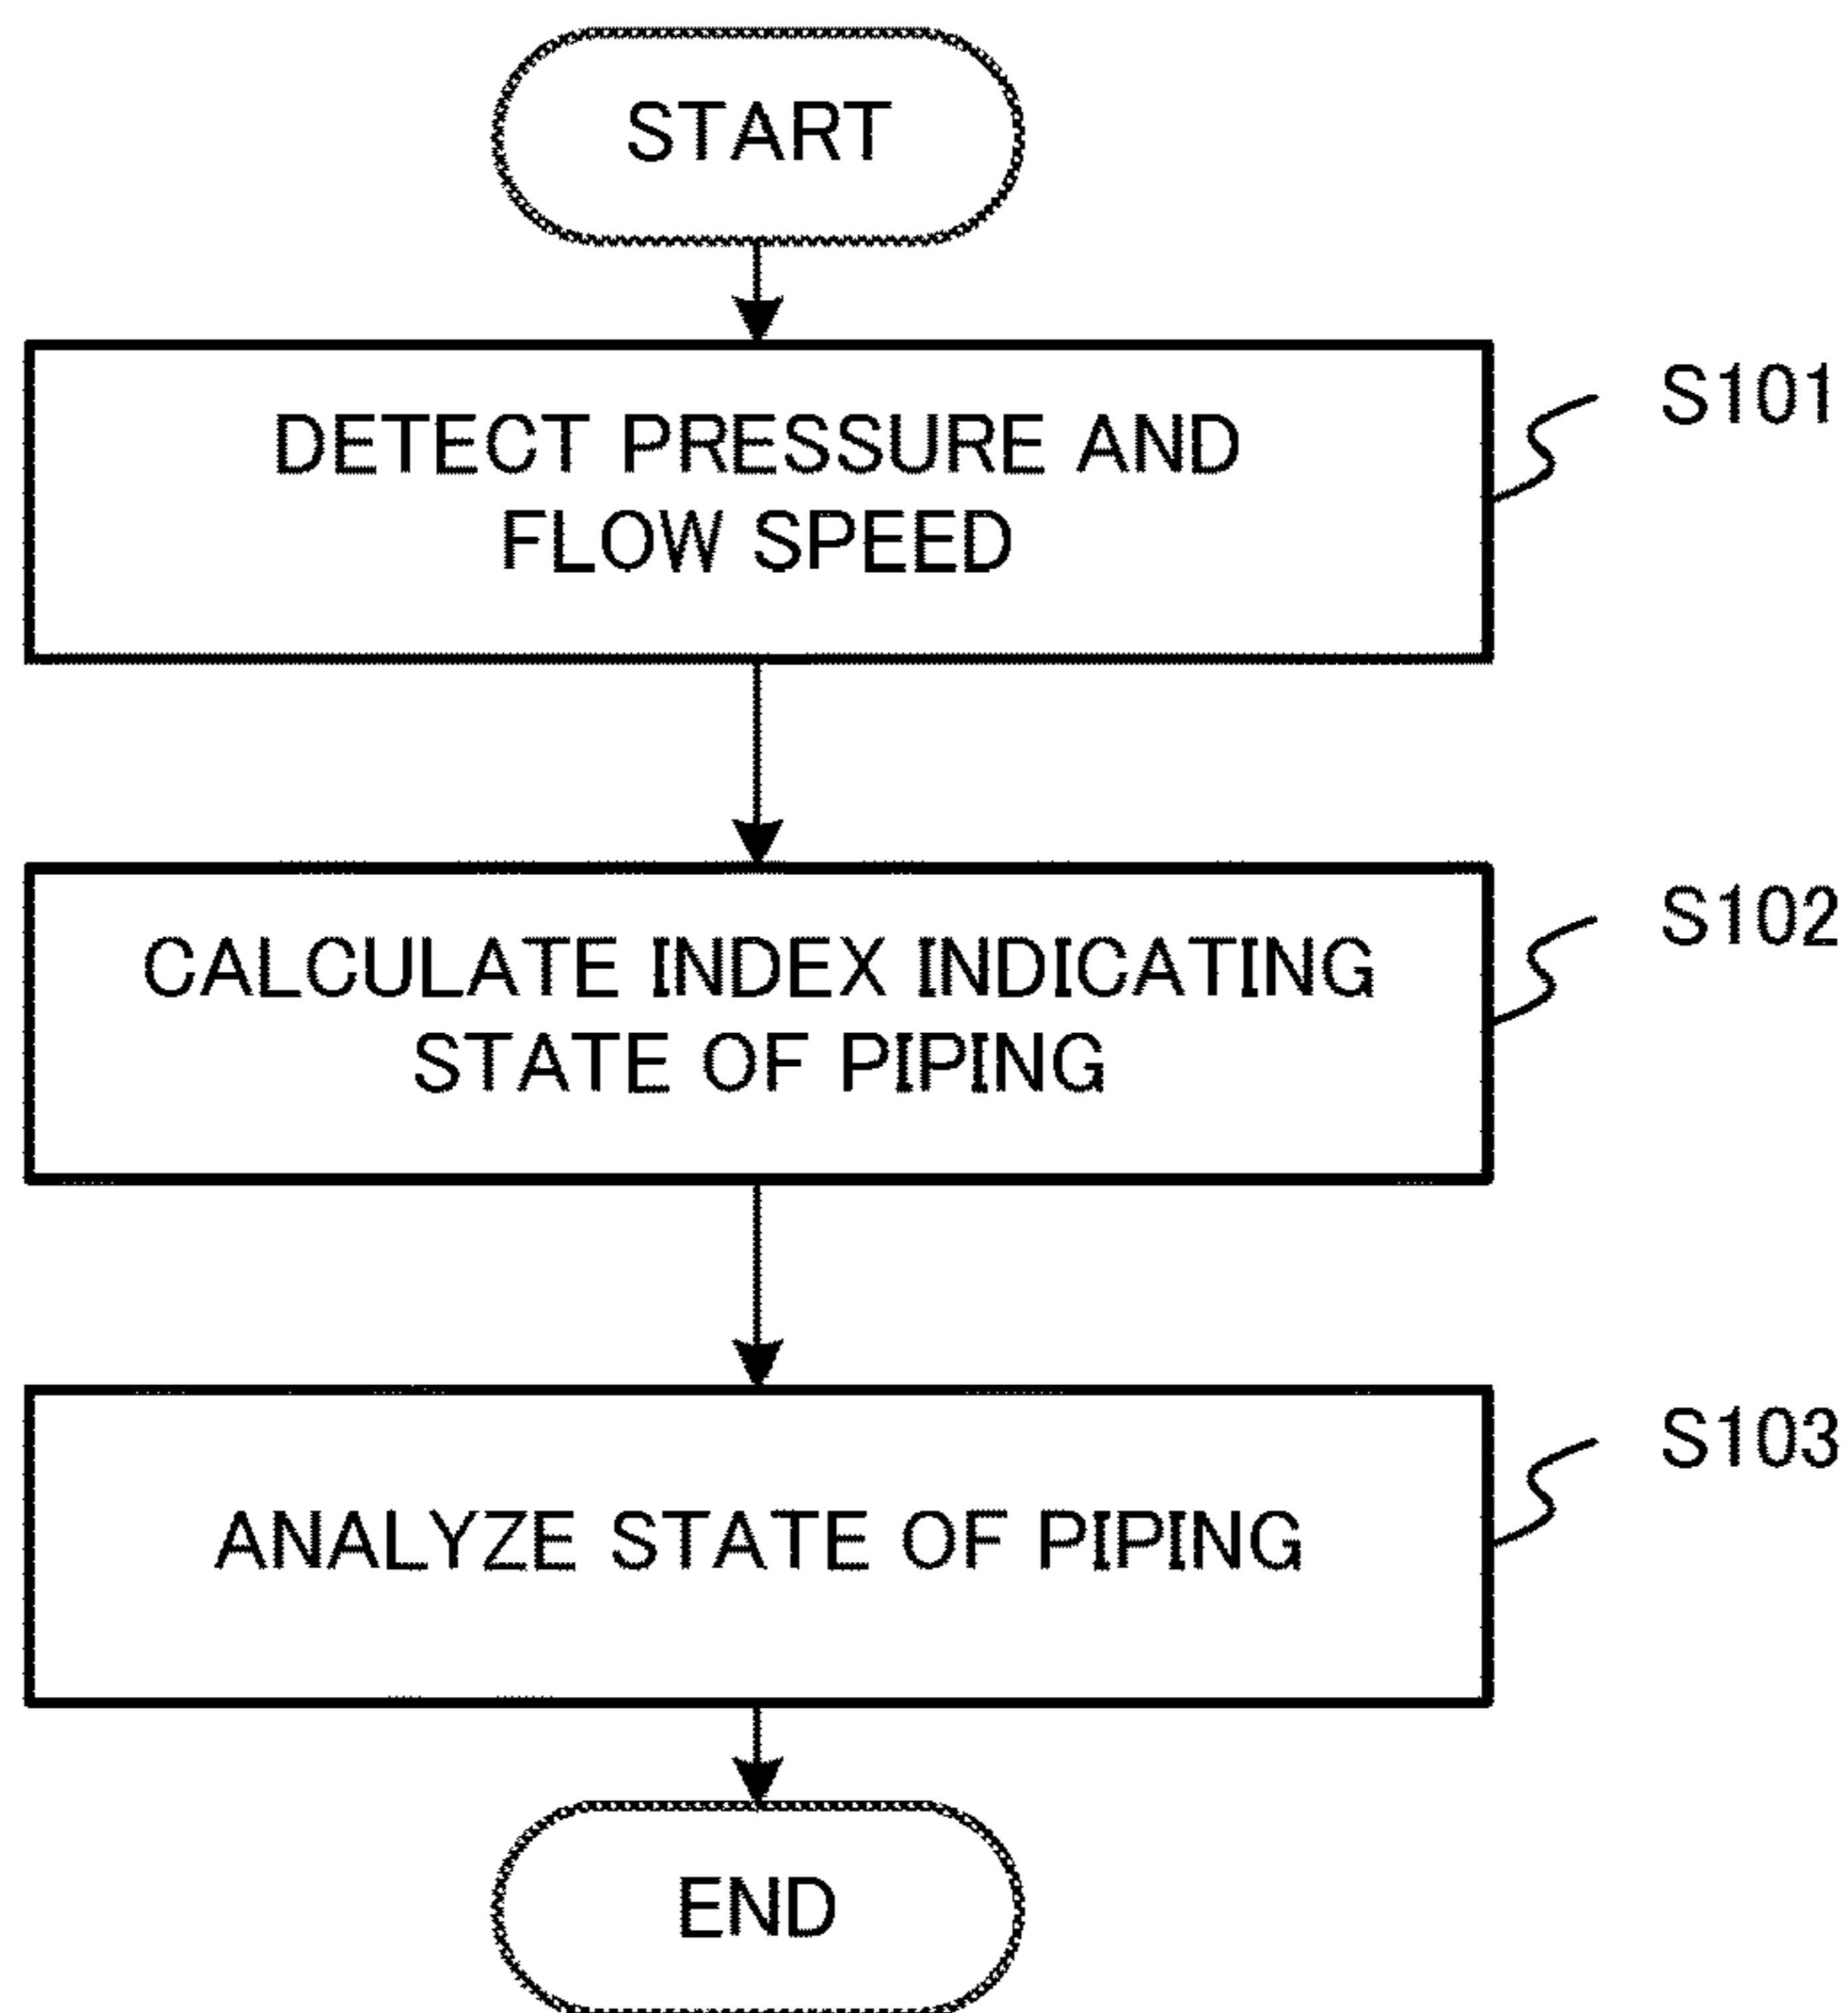 START
DETECT PRESSURE AND
FLOW SPEED
S101
CALCULATE INDEX INDICATING
STATE OF PIPING
S102
ANALYZE STATE OF PIPING
S103
END